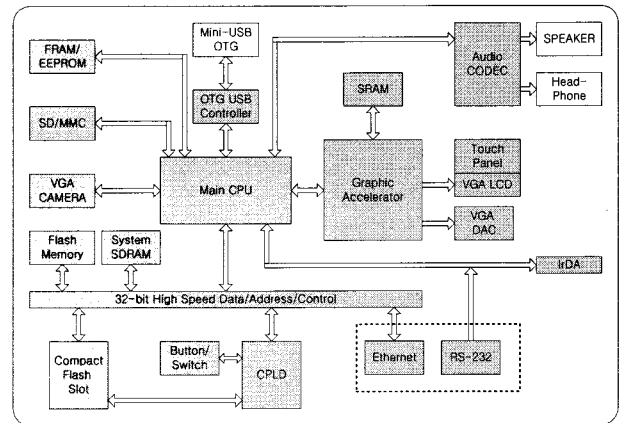 FRAM/
EEPROM
Mini-USB
OTG
SPEAKER
Audio
CODEC
Head-
Phone
SRAM
SD/MMC
OTG USB
Controller
Touch
Panel
VGA LCD
VGA
CAMERA
Main CPU
Graphic
Accelerator
VGA
DAC
Flash
Memory
System
SDRAM
IrDA
32-bit High Speed Data/Address/Control
Compact
Flash
Slot
Button/
Switch
CPLD
Ethernet
RS-232